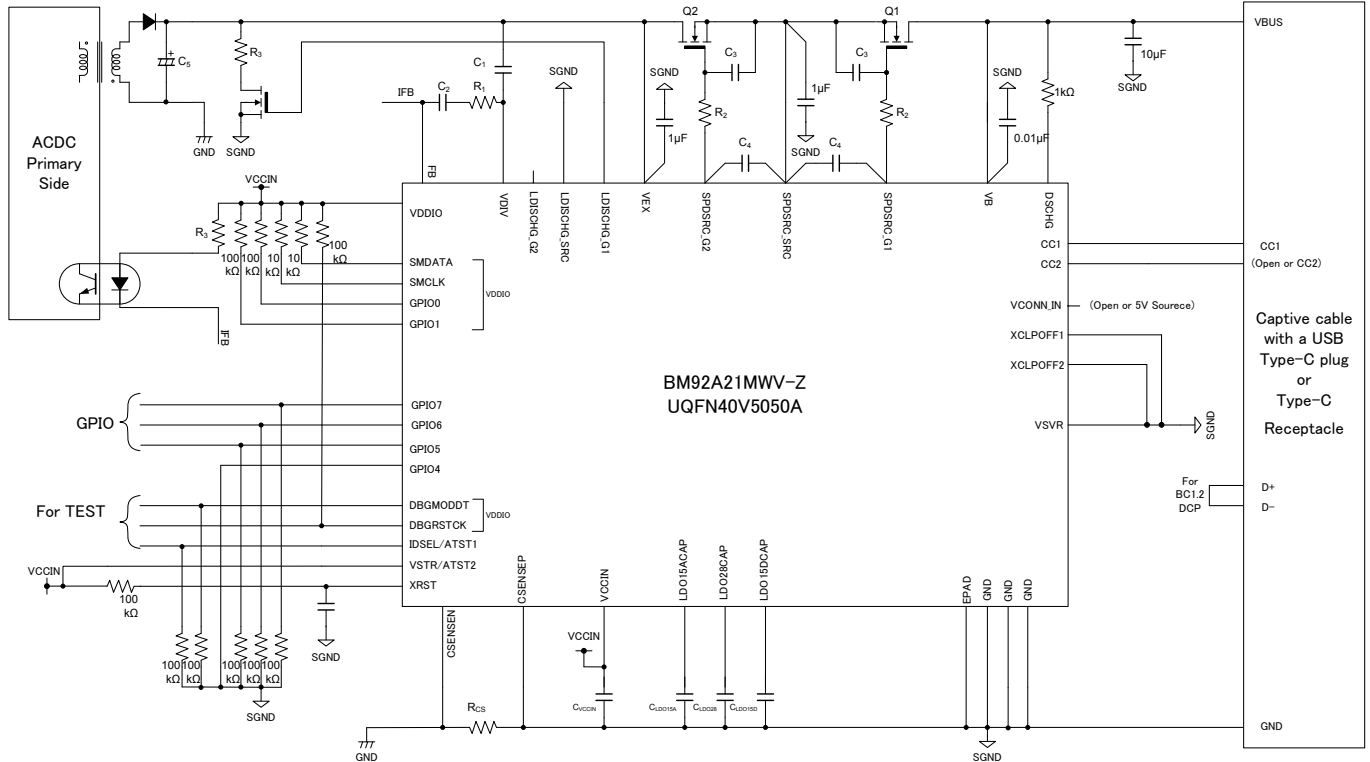 Q2
Q1
VBUS
C5
R3
C3
C3
10μF
SGND
C1
SGND
SGND
1μF
SGND
SGND
1kΩ
IFB
C2
R1
R2
R2
1μF
0.01μF
GND
SGND
C4
C4
ACDC
Primary
Side
VCCIN
FB
VDIV
LDISCHG_G2
LDISCHG_SRC
LDISCHG_G1
VEX
SPDSRC_G2
SPDSRC_SRC
SPDSRC_G1
VB
DSCHG
VDDIO
R3
100 kΩ
100 kΩ
10 kΩ
10 kΩ
100 kΩ
SMDATA
SMCLK
GPIO0
GPIO1
VDDIO
IFB
CC1
CC2
CC1
(Open or CC2)
VCONN_IN
(Open or 5V Sourece)
XCLPOFF1
XCLPOFF2
VSVR
SGND
Captive cable
with a USB
Type-C plug
or
Type-C
Receptacle
BM92A21MWV-Z
UQFN40V5050A
GPIO
GPIO7
GPIO6
GPIO5
GPIO4
For TEST
DBGMODDT
DBGRSTCK
VDDIO
IDSEL/ATST1
VSTR/ATST2
XRST
For
BC1.2
DCP
D+
D-
VCCIN
100
kΩ
SGND
100 kΩ
100 kΩ
100 kΩ
100 kΩ
100 kΩ
SGND
CSENSEN
CSENSEP
VCCIN
LDO15ACAP
LDO28CAP
LDO15DCAP
EPAD
GND
GND
GND
VCCIN
CVCCIN
CLDO15A
CLDO28
CLDO15D
RCS
GND
SGND
GND